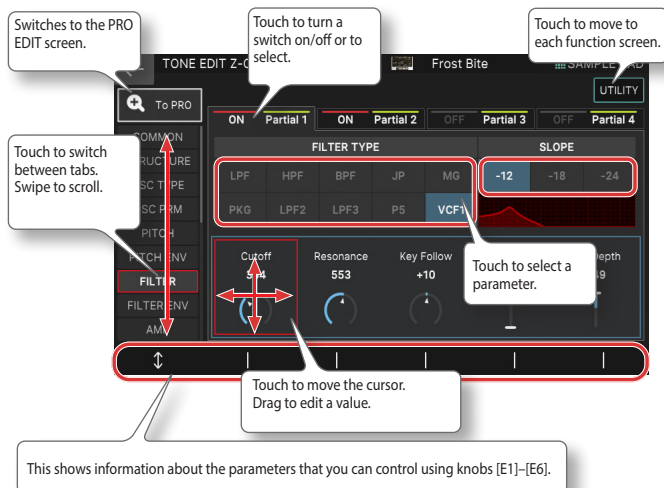 Switches to the PRO
EDIT screen.
Touch to turn a
switch on/off or to
select.
Touch to move to
each function screen.
TONE EDIT Z-C
Frost Bite
UTILITY
To PRO
ON Partial 1 ON Partial 2 OFF Partial 3 OFF Partial 4
Touch to switch
between tabs.
Swipe to scroll.
FILTER TYPE SLOPE
LPF HPF BPF JP MG -12 -18 -24
PKG LPF2 LPF3 P5 VCF1
PITCH
FILTER
Touch to select a
parameter.
Cutoff Resonance Key Follow
553 +10
Touch to move the cursor.
Drag to edit a value.
This shows information about the parameters that you can control using knobs [E1]–[E6].